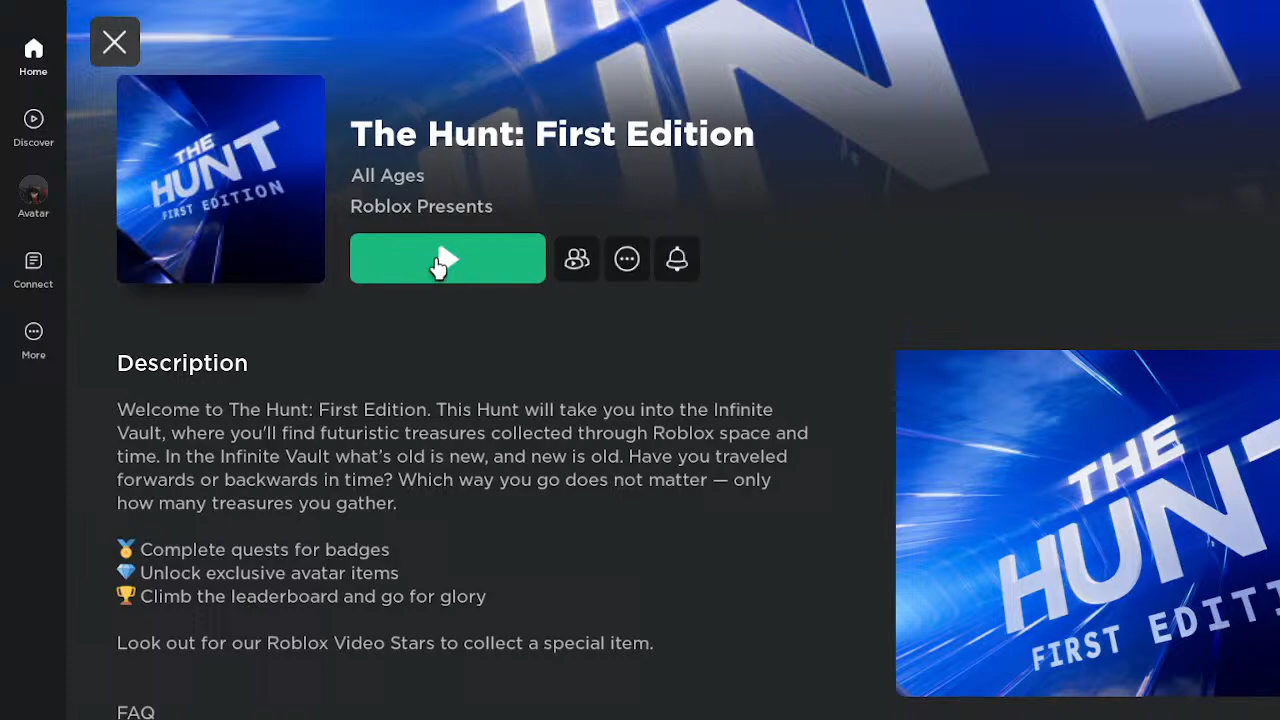 Home
Discover
Avatar
Connect
More
THE
HUNT
FIRST EDITION
The Hunt: First Edition
All Ages
Roblox Presents
Description
Welcome to The Hunt: First Edition. This Hunt will take you into the Infinite
Vault, where you'll find futuristic treasures collected through Roblox space and
time. In the Infinite Vault what's old is new, and new is old. Have you traveled
forwards or backwards in time? Which way you go does not matter — only
how many treasures you gather.
🥇Complete quests for badges
💎Unlock exclusive avatar items
🏆Climb the leaderboard and go for glory
Look out for our Roblox Video Stars to collect a special item.
FAQ
THE
HUNT
FIRST EDITI